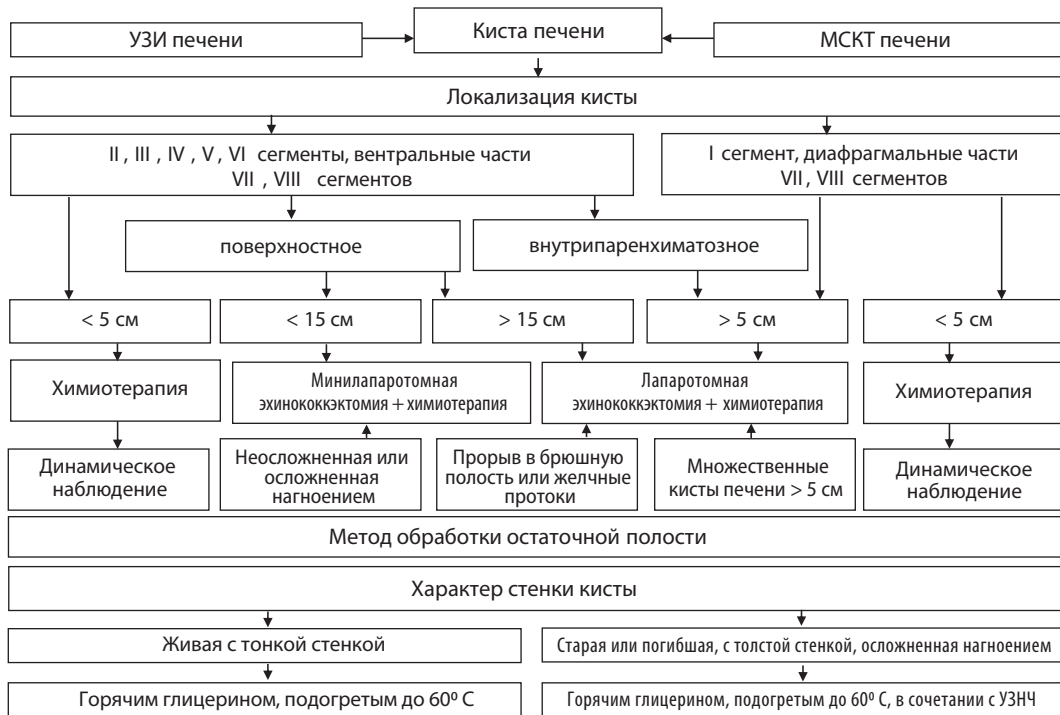 УЗИ печени
Киста печени
МСКТ печени
Локализация кисты
II , III , IV , V , VI сегменты, вентральные части
VII , VIII сегментов
I сегмент, диафрагмальные части
VII, VIII сегментов
поверхностное
внутрипаренхиматозное
< 5 см
< 15 см
> 15 см
> 5 см
< 5 см
Химиотерапия
Минилапаротомная
эхинококкэктомия + химиотерапия
Лапаротомная
эхинококкэктомия + химиотерапия
Химиотерапия
Динамическое
наблюдение
Неосложненная или
осложненная
нагноением
Прорыв в брюшную
полость или желчные
протоки
Множественные
кисты печени > 5 см
Динамическое
наблюдение
Метод обработки остаточной полости
Характер стенки кисты
Живая с тонкой стенкой
Старая или погибшая, с толстой стенкой, осложненная нагноением
Горячим глицерином, подогретым до 60º С
Горячим глицерином, подогретым до 60º С, в сочетании с УЗНЧ